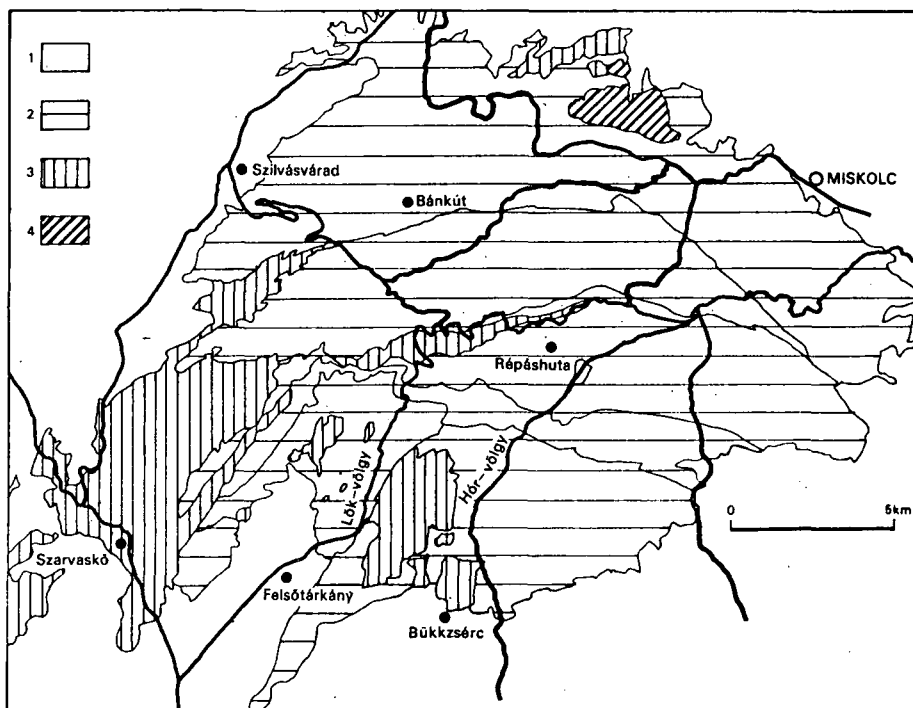 1
2
3
4
Szilvásvárad
Bánkút
MISKOLC
Répáshuta
Lök-völgy
Hór-völgy
0
5km
Szarvaskő
Felsőtárkány
Bükkzsérc